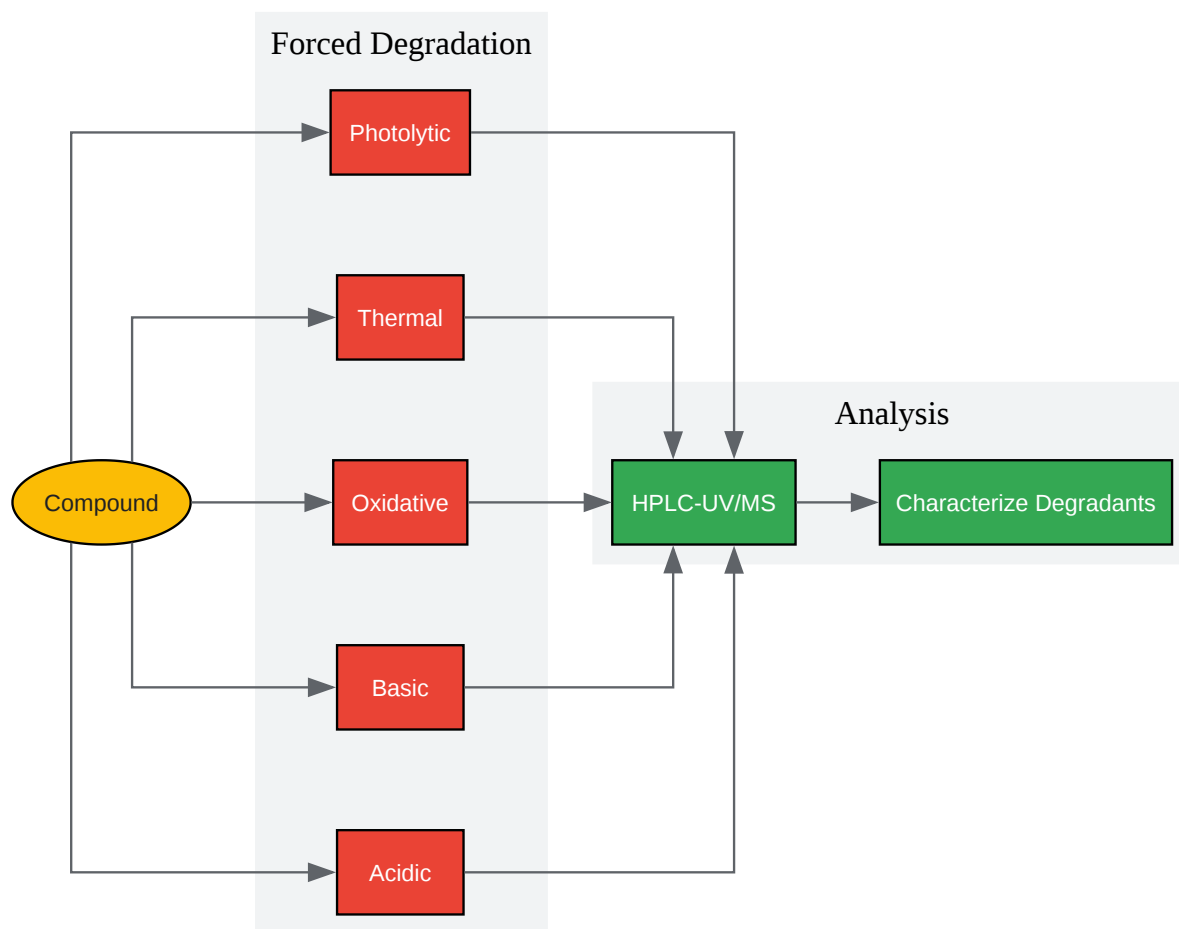 Forced Degradation
Photolytic
Thermal
Analysis
Compound
Oxidative
HPLC-UV/MS
Characterize Degradants
Basic
Acidic